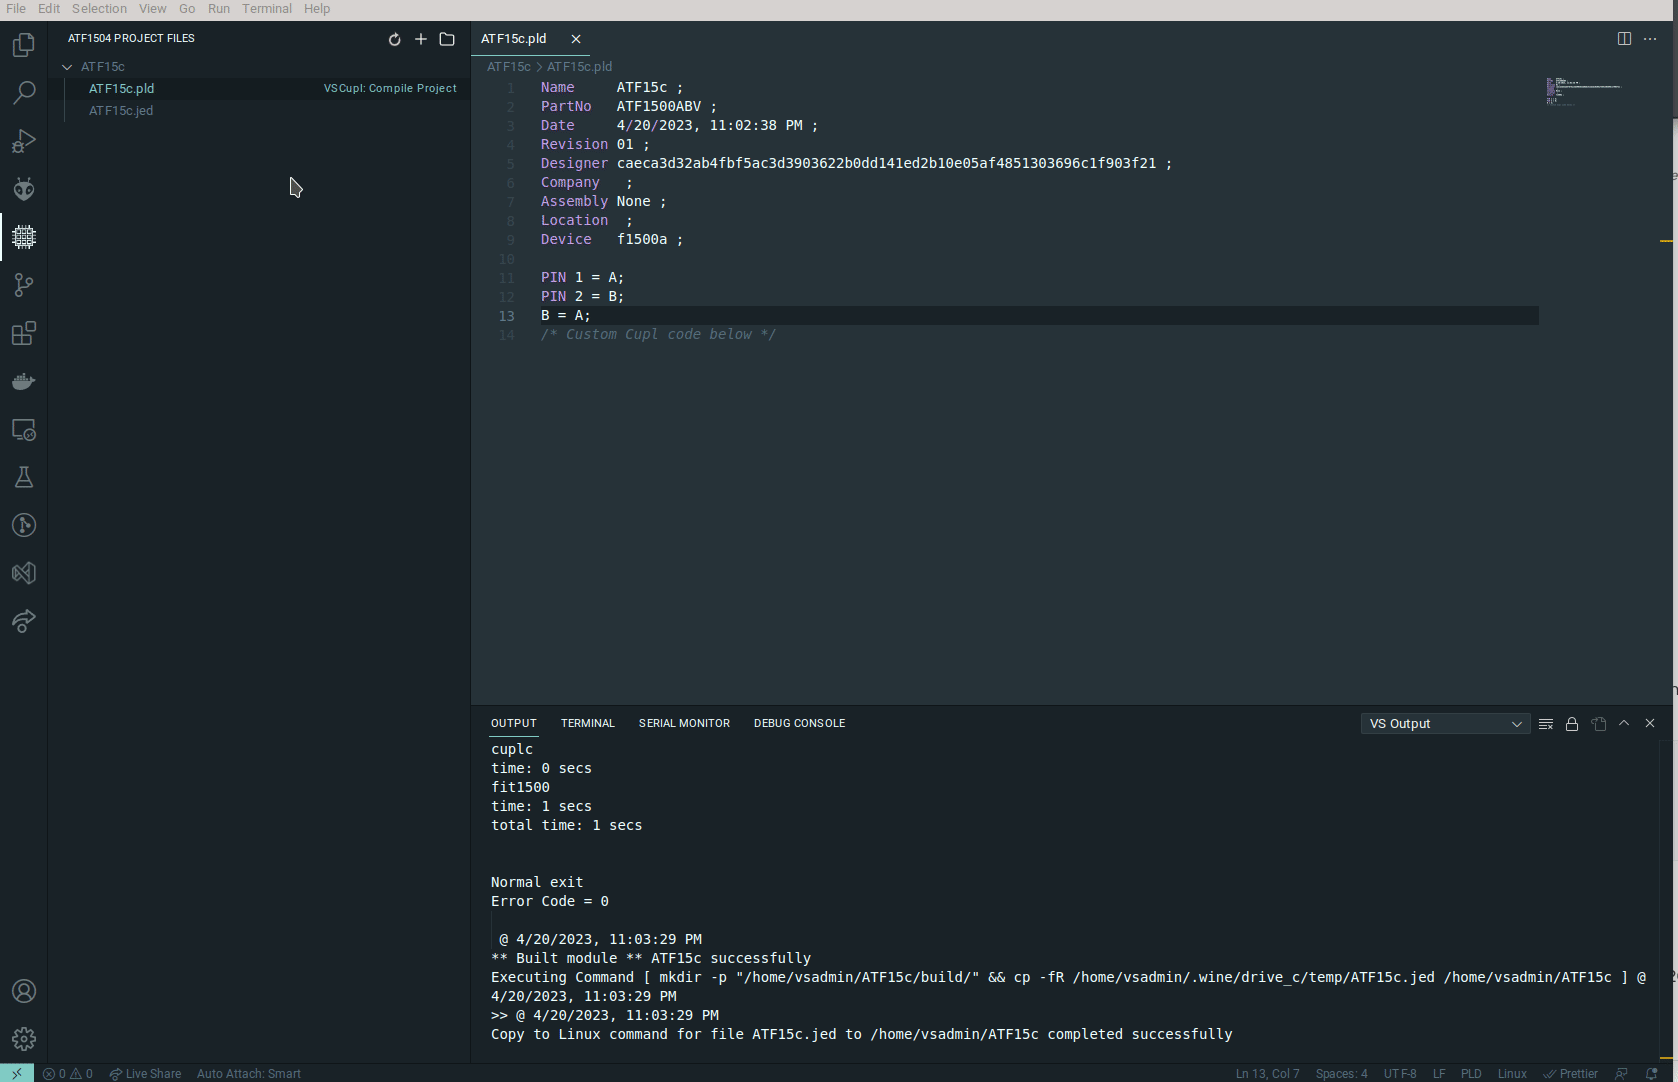 File Edit Selection View Go Run Terminal Help
ATF1504 PROJECT FILES
ATF15c
ATF15c.pld VSCupl: Compile Project
ATF15c.jed
ATF15c.pld
ATF15c > ATF15c.pld
1 Name ATF15c ;
2 PartNo ATF1500ABV ;
3 Date 4/20/2023, 11:02:38 PM ;
4 Revision 01 ;
5 Designer caeca3d32ab4fbf5ac3d3903622b0dd141ed2b10e05af4851303696c1f903f21 ;
6 Company ;
7 Assembly None ;
8 Location ;
9 Device f1500a ;
10
11 PIN 1 = A;
12 PIN 2 = B;
13 B = A;
14 /* Custom Cupl code below */
OUTPUT TERMINAL SERIAL MONITOR DEBUG CONSOLE VS Output
cuplc
time: 0 secs
fit1500
time: 1 secs
total time: 1 secs
Normal exit
Error Code = 0
@ 4/20/2023, 11:03:29 PM
** Built module ** ATF15c successfully
Executing Command [ mkdir -p "/home/vsadmin/ATF15c/build/" && cp -fR /home/vsadmin/.wine/drive_c/temp/ATF15c.jed /home/vsadmin/ATF15c ] @
4/20/2023, 11:03:29 PM
>> @ 4/20/2023, 11:03:29 PM
Copy to Linux command for file ATF15c.jed to /home/vsadmin/ATF15c completed successfully
0 0 Live Share Auto Attach: Smart Ln 13, Col 7 Spaces: 4 UTF-8 LF PLD Linux Prettier